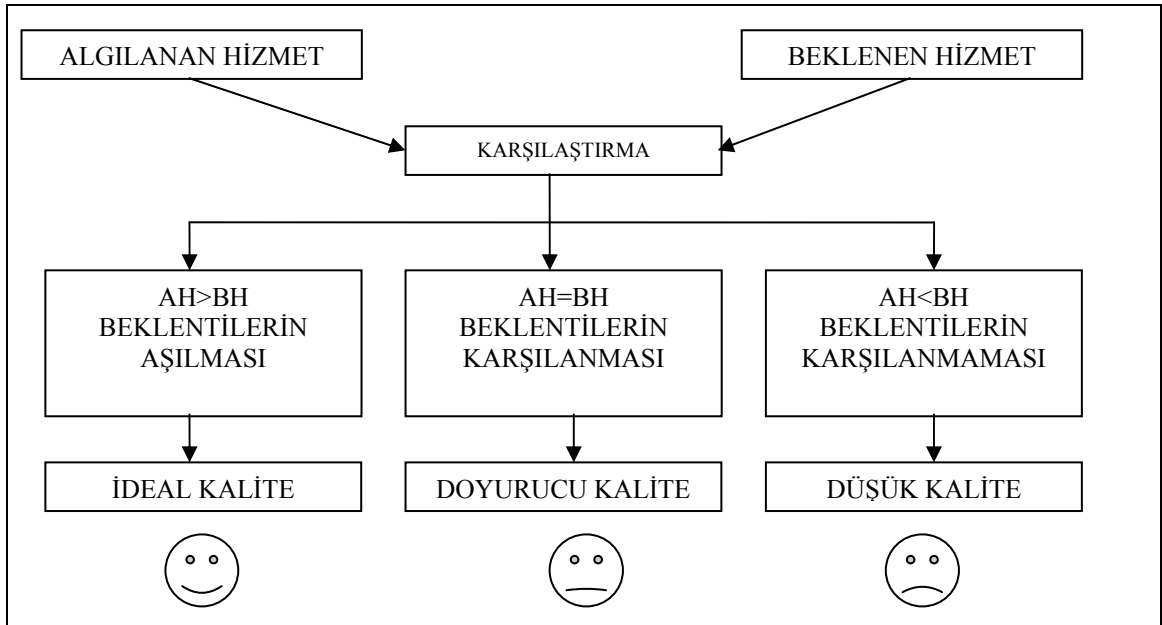 ALGILANAN HİZMET
BEKLENEN HİZMET
KARŞILAŞTIRMA
AH>BH
BEKLENTİLERİN
AŞILMASI
AH=BH
BEKLENTİLERİN
KARŞILANMASI
AH<BH
BEKLENTİLERİN
KARŞILANMAMASI
İDEAL KALİTE
DOYURUCU KALİTE
DÜŞÜK KALİTE